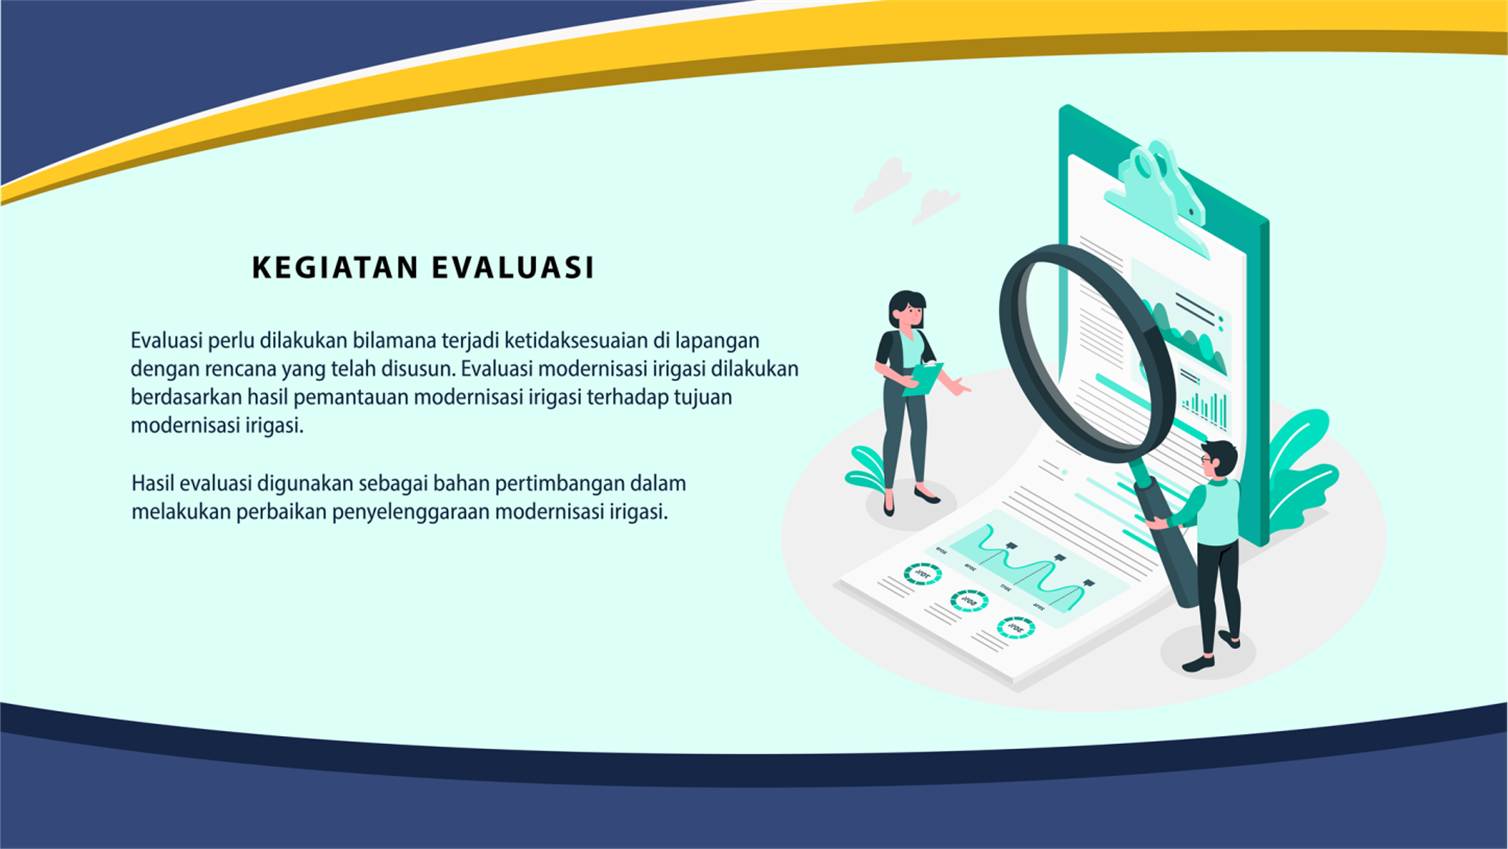 KEGIATAN EVALUASI
Evaluasi perlu dilakukan bilamana terjadi ketidaksesuaian di lapangan
dengan rencana yang telah disusun. Evaluasi modernisasi irigasi dilakukan
berdasarkan hasil pemantauan modernisasi irigasi terhadap tujuan
modernisasi irigasi.
Hasil evaluasi digunakan sebagai bahan pertimbangan dalam
melakukan perbaikan penyelenggaraan modernisasi irigasi.